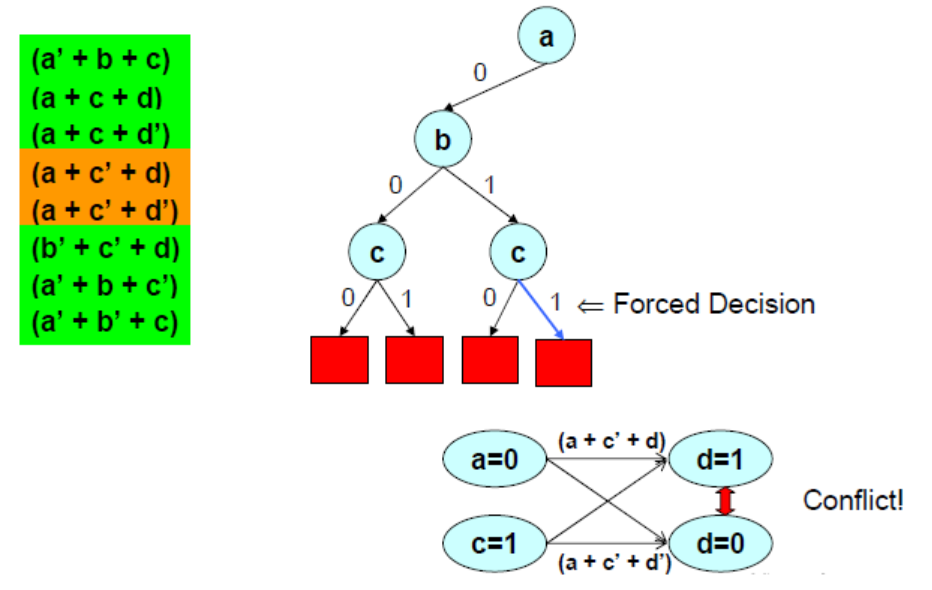 (a’ + b + c)
(a + c + d)
(a + c + d’)
(a + c’ + d)
(a + c’ + d’)
(b’ + c’ + d)
(a’ + b + c’)
(a’ + b’ + c)
a
0
b
0
1
c
c
0
1
0
1
⇐ Forced Decision
a=0
(a + c’ + d)
d=1
Conflict!
c=1
(a + c’ + d’)
d=0